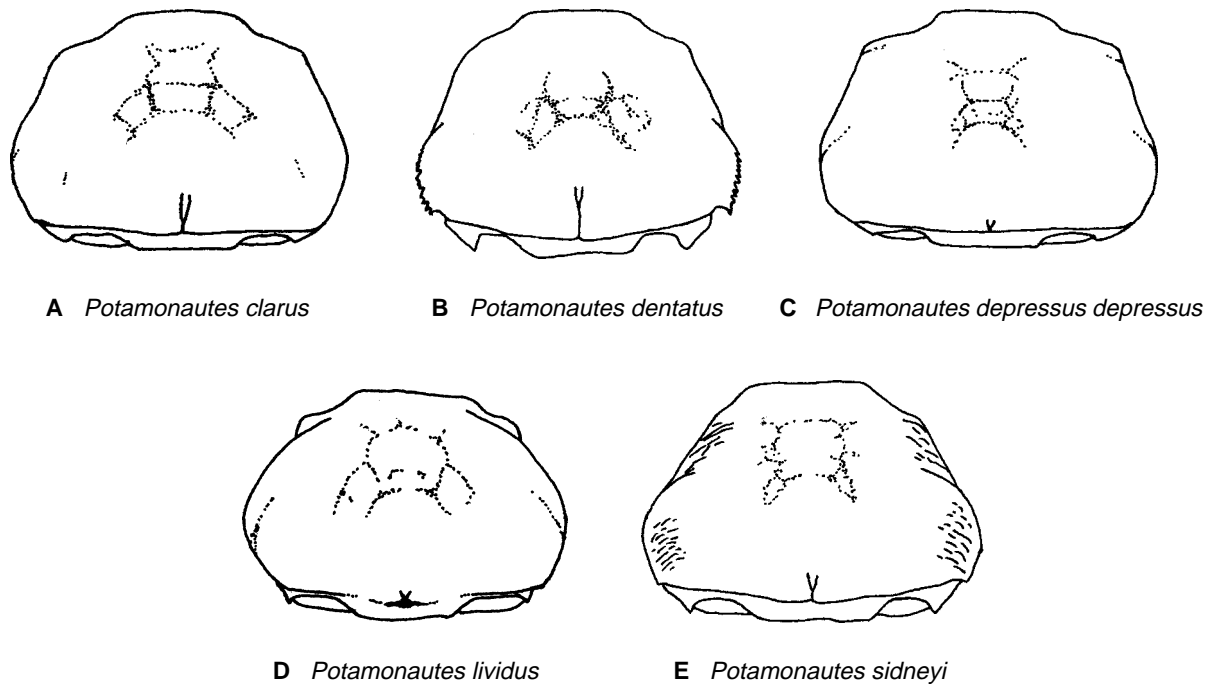 A Potamonautes clarus
B Potamonautes dentatus
C Potamonautes depressus depressus
D Potamonautes lividus
E Potamonautes sidneyi